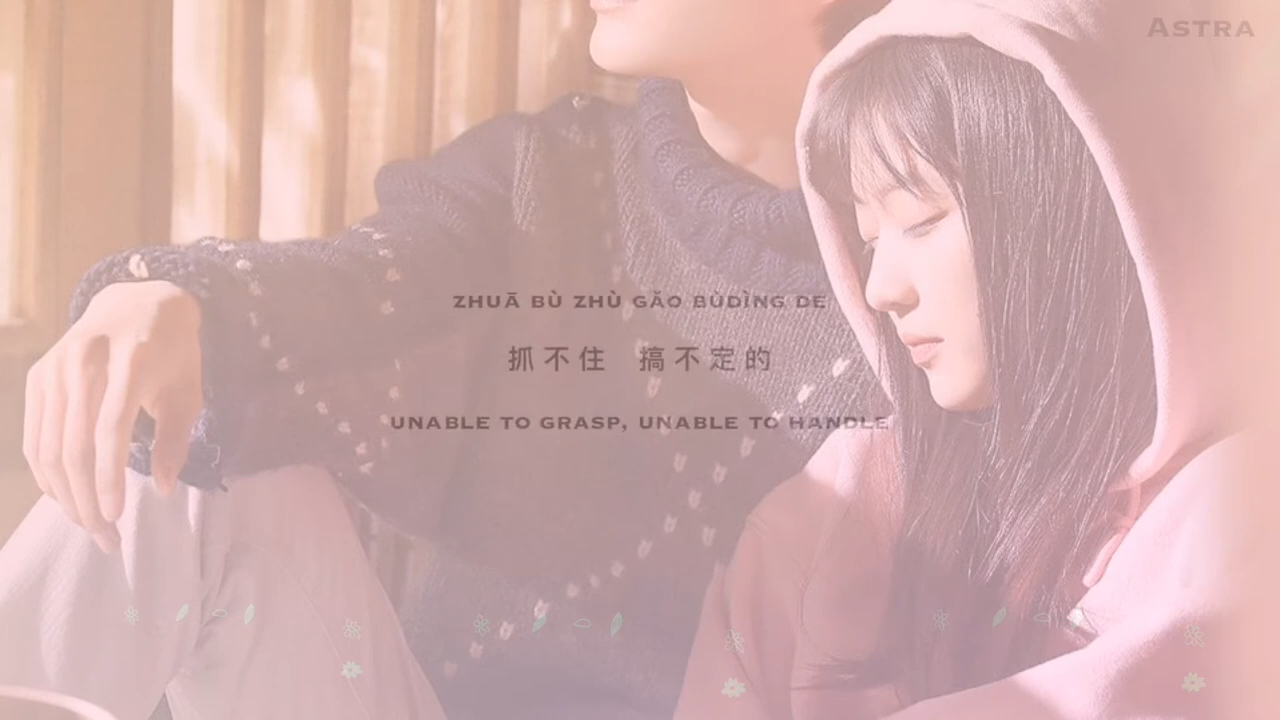 ASTRA
ZHUĀ BÙ ZHÙ GǍO BÙDÌNG DE
抓不住 搞不定的
UNABLE TO GRASP, UNABLE TO HANDLE